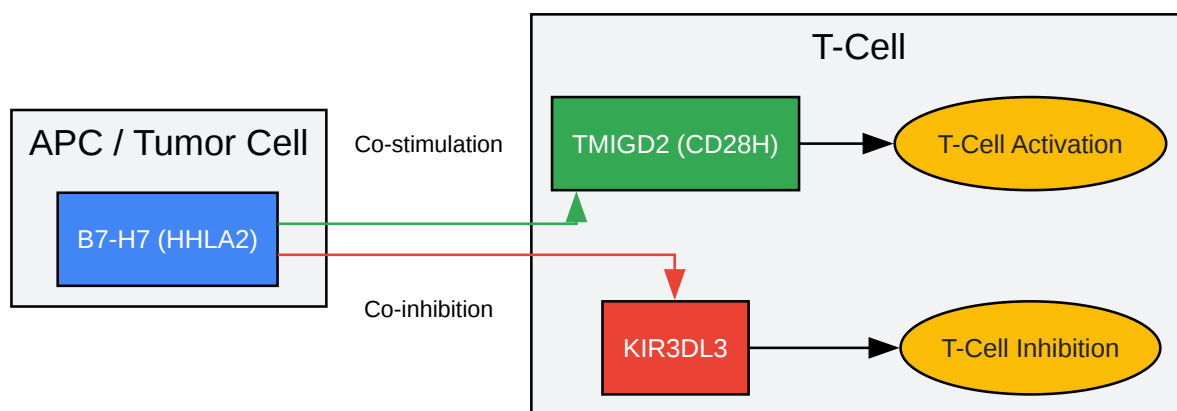 T-Cell
APC / Tumor Cell
Co-stimulation
TMIGD2 (CD28H)
T-Cell Activation
B7-H7 (HHLA2)
Co-inhibition
KIR3DL3
T-Cell Inhibition